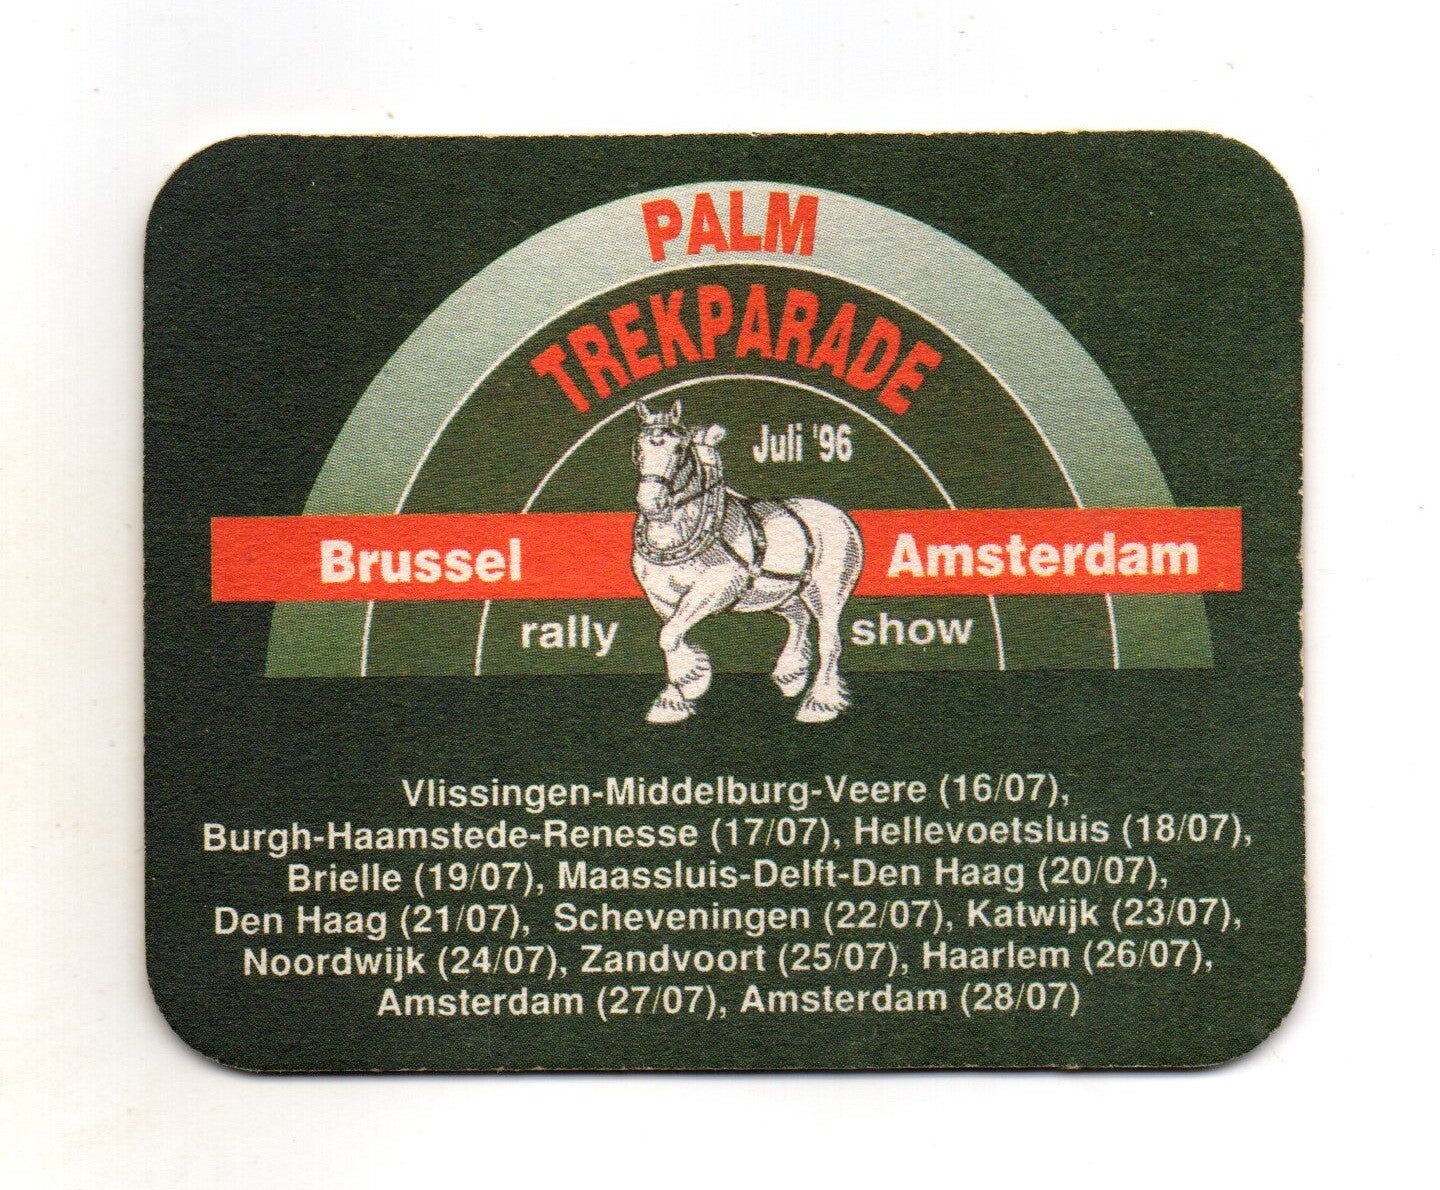 PALM
TREKPARADE
Juli '96
Brussel Amsterdam
rally show
Vlissingen-Middelburg-Veere (16/07),
Burgh-Haamstede-Renesse (17/07), Hellevoetsluis (18/07),
Brielle (19/07), Maassluis-Delft-Den Haag (20/07),
Den Haag (21/07), Scheveningen (22/07), Katwijk (23/07),
Noordwijk (24/07), Zandvoort (25/07), Haarlem (26/07),
Amsterdam (27/07), Amsterdam (28/07)